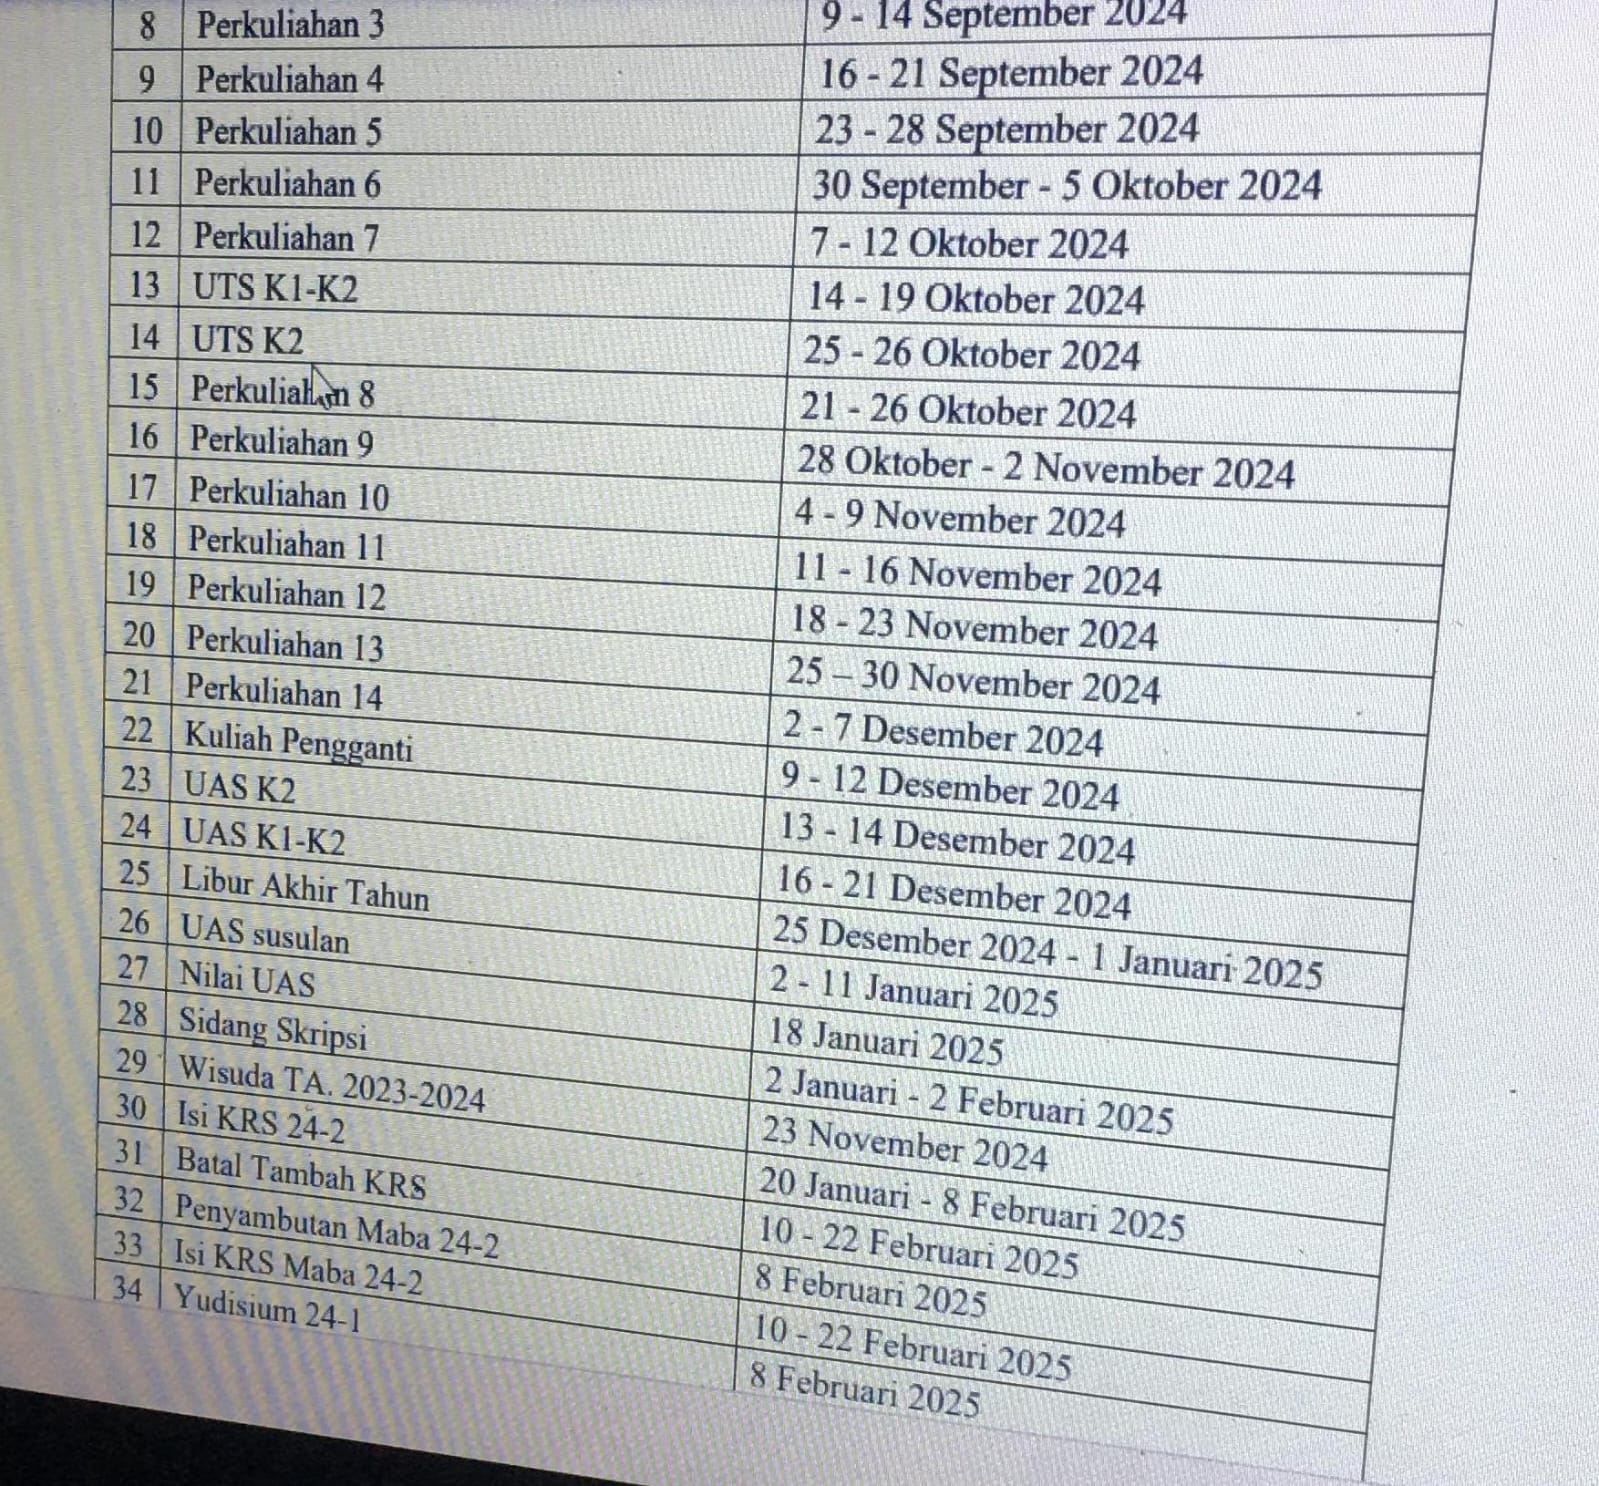 8 Perkuliahan 3 9 - 14 September 2024
9 Perkuliahan 4 16 - 21 September 2024
10 Perkuliahan 5 23 - 28 September 2024
11 Perkuliahan 6 30 September - 5 Oktober 2024
12 Perkuliahan 7 7 - 12 Oktober 2024
13 UTS K1-K2 14 - 19 Oktober 2024
14 UTS K2 25 - 26 Oktober 2024
15 Perkuliahan 8 21 - 26 Oktober 2024
16 Perkuliahan 9 28 Oktober - 2 November 2024
17 Perkuliahan 10 4 - 9 November 2024
18 Perkuliahan 11 11 - 16 November 2024
19 Perkuliahan 12 18 - 23 November 2024
20 Perkuliahan 13 25 – 30 November 2024
21 Perkuliahan 14 2 - 7 Desember 2024
22 Kuliah Pengganti 9 - 12 Desember 2024
23 UAS K2 13 - 14 Desember 2024
24 UAS K1-K2 16 - 21 Desember 2024
25 Libur Akhir Tahun 25 Desember 2024 - 1 Januari 2025
26 UAS susulan 2 - 11 Januari 2025
27 Nilai UAS 18 Januari 2025
28 Sidang Skripsi 2 Januari - 2 Februari 2025
29 Wisuda TA. 2023-2024 23 November 2024
30 Isi KRS 24-2 20 Januari - 8 Februari 2025
31 Batal Tambah KRS 10 - 22 Februari 2025
32 Penyambutan Maba 24-2 8 Februari 2025
33 Isi KRS Maba 24-2 10 - 22 Februari 2025
34 Yudisium 24-1 8 Februari 2025